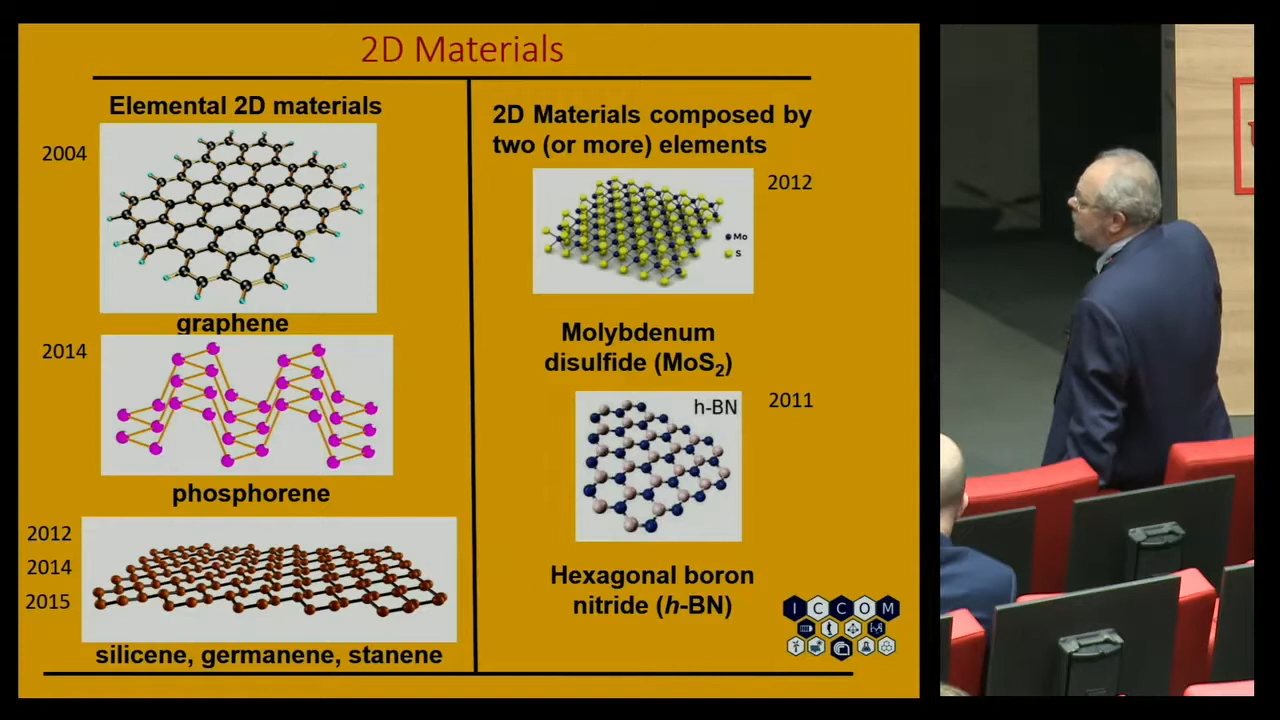 2D Materials
Elemental 2D materials
2004
graphene
2014
phosphorene
2012
2014
2015
silicene, germanene, stanene
2D Materials composed by
two (or more) elements
2012
Mo
S
Molybdenum
disulfide (MoS₂)
h-BN
2011
Hexagonal boron
nitride (h-BN)
ICCOM